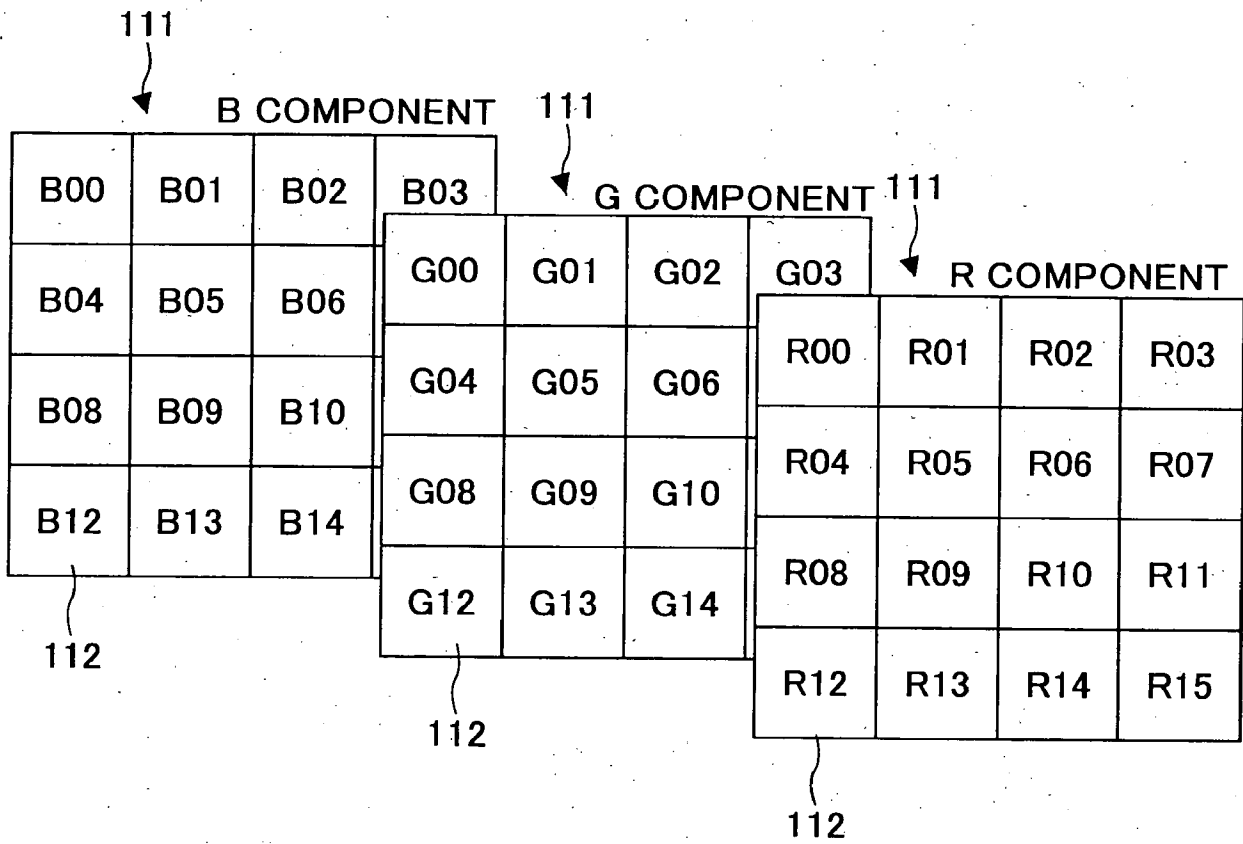 111
B COMPONENT
B00 B01 B02 B03
B04 B05 B06
B08 B09 B10
B12 B13 B14
112
111
G COMPONENT
G00 G01 G02 G03
G04 G05 G06
G08 G09 G10
G12 G13 G14
112
111
R COMPONENT
R00 R01 R02 R03
R04 R05 R06 R07
R08 R09 R10 R11
R12 R13 R14 R15
112